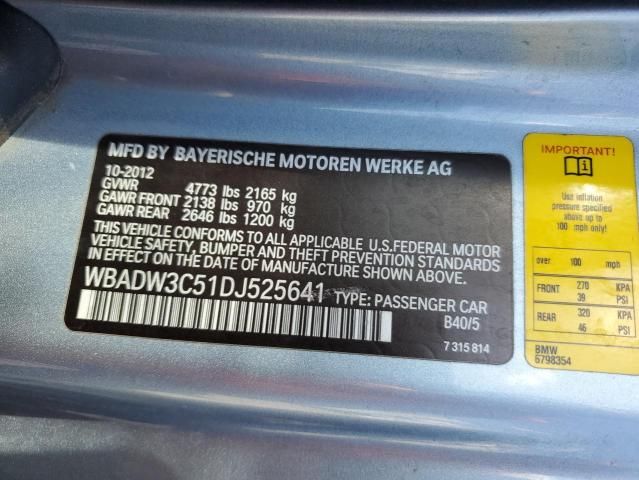 MFD BY BAYERISCHE MOTOREN WERKE AG
10-2012
GVWR 4773 lbs 2165 kg
GAWR FRONT 2138 lbs 970 kg
GAWR REAR 2646 lbs 1200 kg
THIS VEHICLE CONFORMS TO ALL APPLICABLE U.S.FEDERAL MOTOR
VEHICLE SAFETY, BUMPER AND THEFT PREVENTION STANDARDS
IN EFFECT ON THE DATE OF MANUFACTURE SHOWN ABOVE.
WBADW3C51DJ525641 TYPE: PASSENGER CAR
B40/5
7 315 814
IMPORTANT!
Use inflation
pressure specified
above for up to
100 mph only
over 100 mph
FRONT 270 KPA
39 PSI
REAR 320 KPA
46 PSI
BMW
6798354